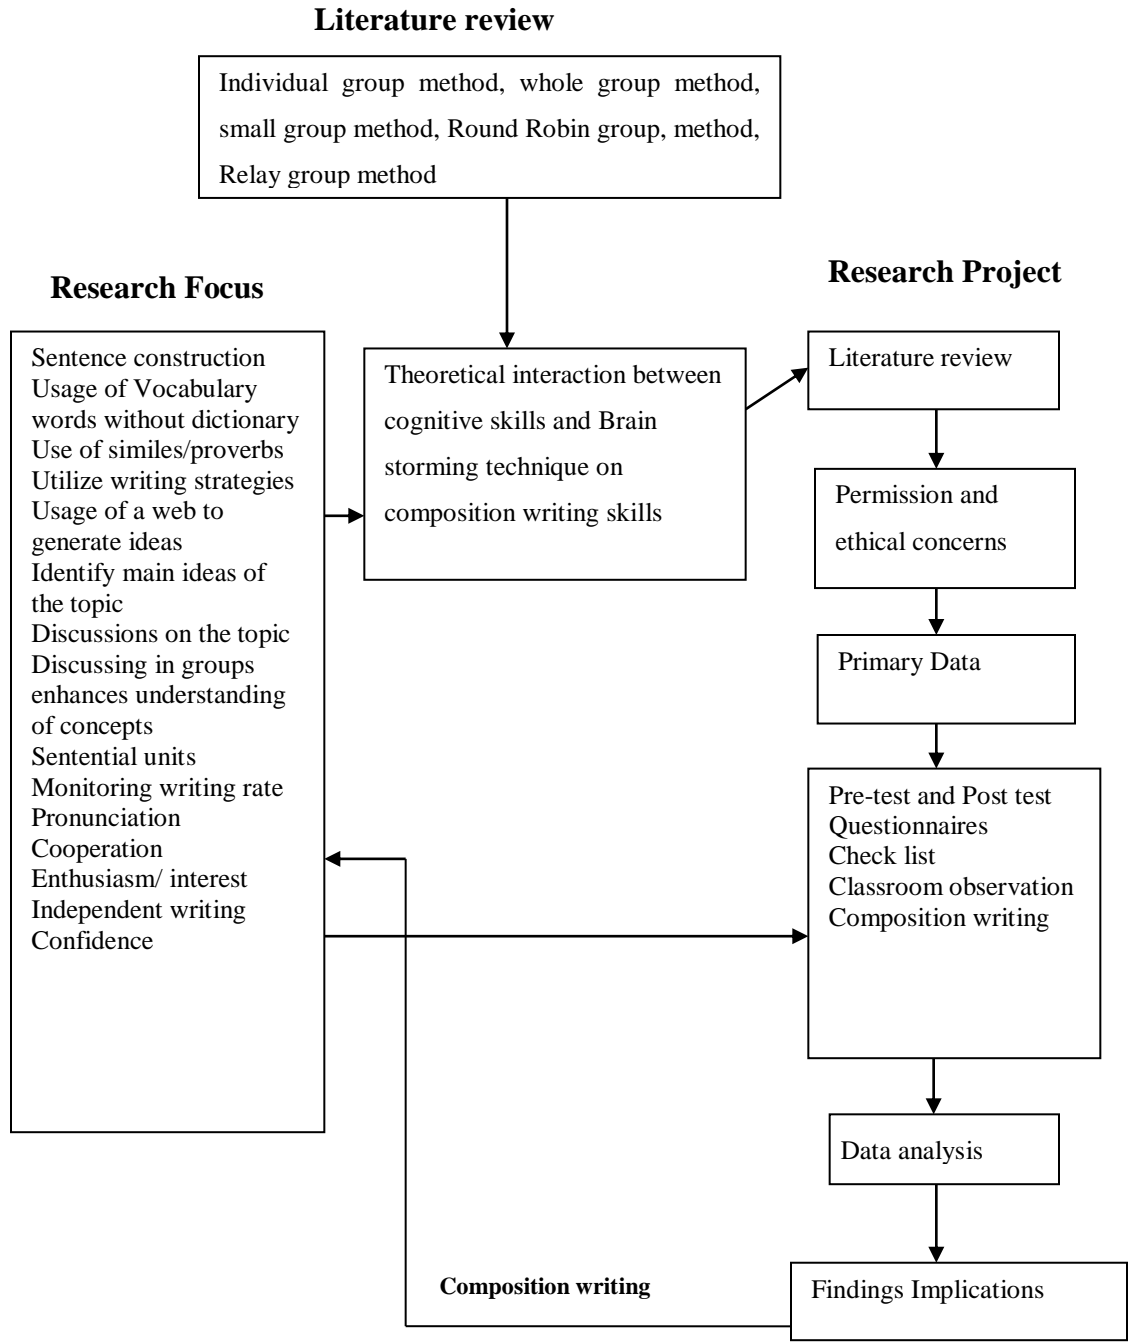 Literature review
Individual group method, whole group method,
small group method, Round Robin group, method,
Relay group method
Research Focus
Sentence construction
Usage of Vocabulary
words without dictionary
Use of similes/proverbs
Utilize writing strategies
Usage of a web to
generate ideas
Identify main ideas of
the topic
Discussions on the topic
Discussing in groups
enhances understanding
of concepts
Sentential units
Monitoring writing rate
Pronunciation
Cooperation
Enthusiasm/ interest
Independent writing
Confidence
Theoretical interaction between
cognitive skills and Brain
storming technique on
composition writing skills
Research Project
Literature review
Permission and
ethical concerns
Primary Data
Pre-test and Post test
Questionnaires
Check list
Classroom observation
Composition writing
Data analysis
Findings Implications
Composition writing